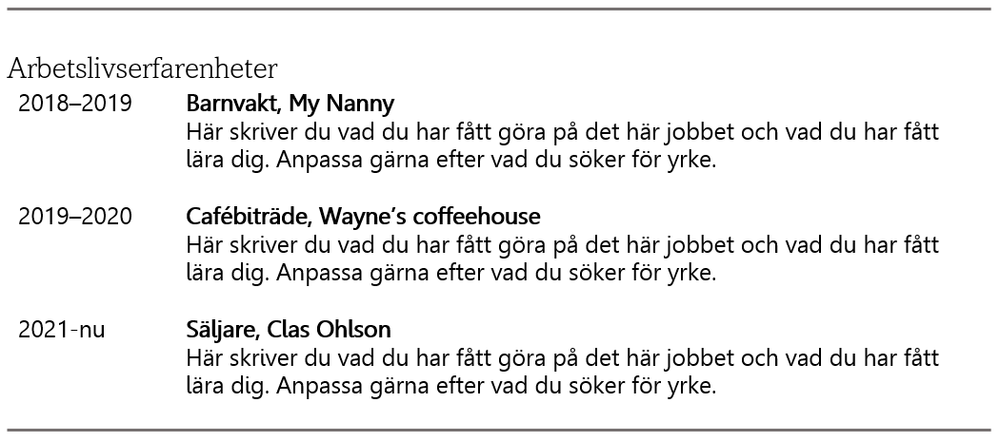 Arbetslivserfarenheter
2018–2019 Barnvakt, My Nanny
Här skriver du vad du har fått göra på det här jobbet och vad du har fått
lära dig. Anpassa gärna efter vad du söker för yrke.
2019–2020 Cafébiträde, Wayne’s coffeehouse
Här skriver du vad du har fått göra på det här jobbet och vad du har fått
lära dig. Anpassa gärna efter vad du söker för yrke.
2021-nu Säljare, Clas Ohlson
Här skriver du vad du har fått göra på det här jobbet och vad du har fått
lära dig. Anpassa gärna efter vad du söker för yrke.